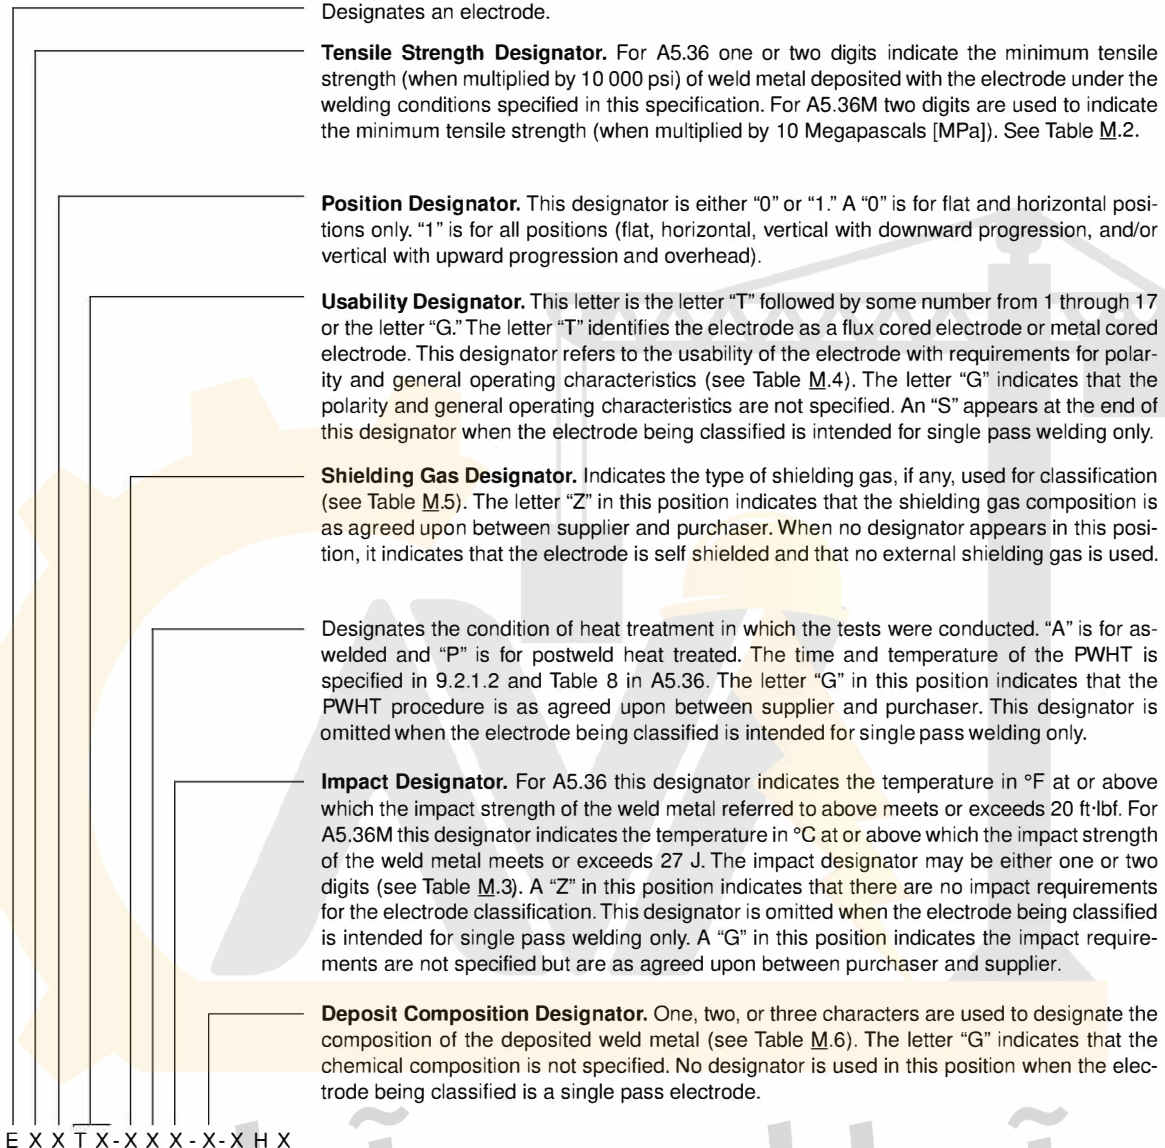 Designates an electrode.
Tensile Strength Designator. For A5.36 one or two digits indicate the minimum tensile
strength (when multiplied by 10 000 psi) of weld metal deposited with the electrode under the
welding conditions specified in this specification. For A5.36M two digits are used to indicate
the minimum tensile strength (when multiplied by 10 Megapascals [MPa]). See Table M.2.
Position Designator. This designator is either “0” or “1.” A “0” is for flat and horizontal posi-
tions only. “1” is for all positions (flat, horizontal, vertical with downward progression, and/or
vertical with upward progression and overhead).
Usability Designator. This letter is the letter “T” followed by some number from 1 through 17
or the letter “G.” The letter “T” identifies the electrode as a flux cored electrode or metal cored
electrode. This designator refers to the usability of the electrode with requirements for polar-
ity and general operating characteristics (see Table M.4). The letter “G” indicates that the
polarity and general operating characteristics are not specified. An “S” appears at the end of
this designator when the electrode being classified is intended for single pass welding only.
Shielding Gas Designator. Indicates the type of shielding gas, if any, used for classification
(see Table M.5). The letter “Z” in this position indicates that the shielding gas composition is
as agreed upon between supplier and purchaser. When no designator appears in this posi-
tion, it indicates that the electrode is self shielded and that no external shielding gas is used.
Designates the condition of heat treatment in which the tests were conducted. “A” is for as-
welded and “P” is for postweld heat treated. The time and temperature of the PWHT is
specified in 9.2.1.2 and Table 8 in A5.36. The letter “G” in this position indicates that the
PWHT procedure is as agreed upon between supplier and purchaser. This designator is
omitted when the electrode being classified is intended for single pass welding only.
Impact Designator. For A5.36 this designator indicates the temperature in °F at or above
which the impact strength of the weld metal referred to above meets or exceeds 20 ft·lbf. For
A5.36M this designator indicates the temperature in °C at or above which the impact strength
of the weld metal meets or exceeds 27 J. The impact designator may be either one or two
digits (see Table M.3). A “Z” in this position indicates that there are no impact requirements
for the electrode classification. This designator is omitted when the electrode being classified
is intended for single pass welding only. A “G” in this position indicates the impact require-
ments are not specified but are as agreed upon between purchaser and supplier.
Deposit Composition Designator. One, two, or three characters are used to designate the
composition of the deposited weld metal (see Table M.6). The letter “G” indicates that the
chemical composition is not specified. No designator is used in this position when the elec-
trode being classified is a single pass electrode.
E X X T X - X X X - X - X H X